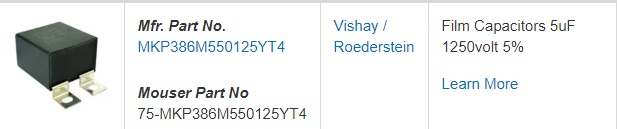 Mfr. Part No.
MKP386M550125YT4
Mouser Part No
75-MKP386M550125YT4
Vishay /
Roederstein
Film Capacitors 5uF
1250volt 5%
Learn More